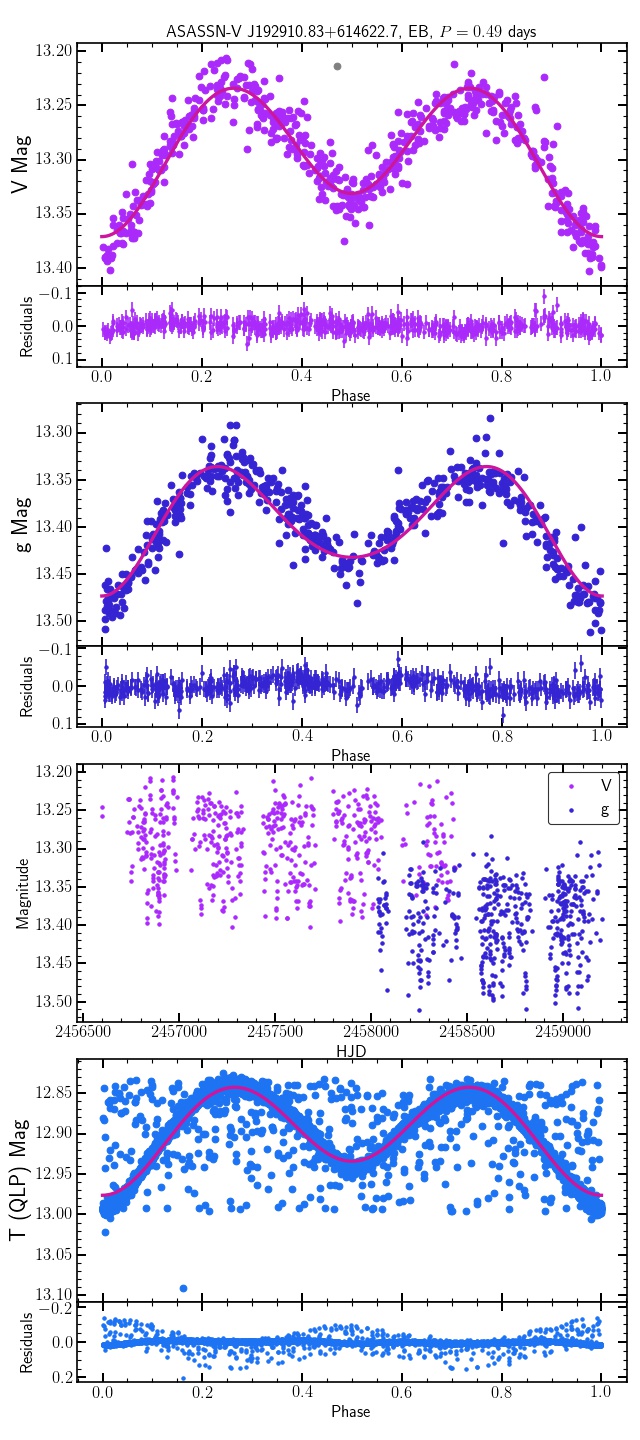 ASASSN-V J192910.83+614622.7, EB, P = 0.49 days
13.20
13.25
13.30
13.35
13.40
V Mag
−0.1
0.0
0.1
Residuals
0.0 0.2 0.4 0.6 0.8 1.0
Phase
13.30
13.35
13.40
13.45
13.50
g Mag
−0.1
0.0
0.1
Residuals
0.0 0.2 0.4 0.6 0.8 1.0
Phase
13.20
13.25
13.30
13.35
13.40
13.45
13.50
Magnitude
V
g
2456500 2457000 2457500 2458000 2458500 2459000
HJD
12.85
12.90
12.95
13.00
13.05
13.10
T (QLP) Mag
−0.2
0.0
0.2
Residuals
0.0 0.2 0.4 0.6 0.8 1.0
Phase